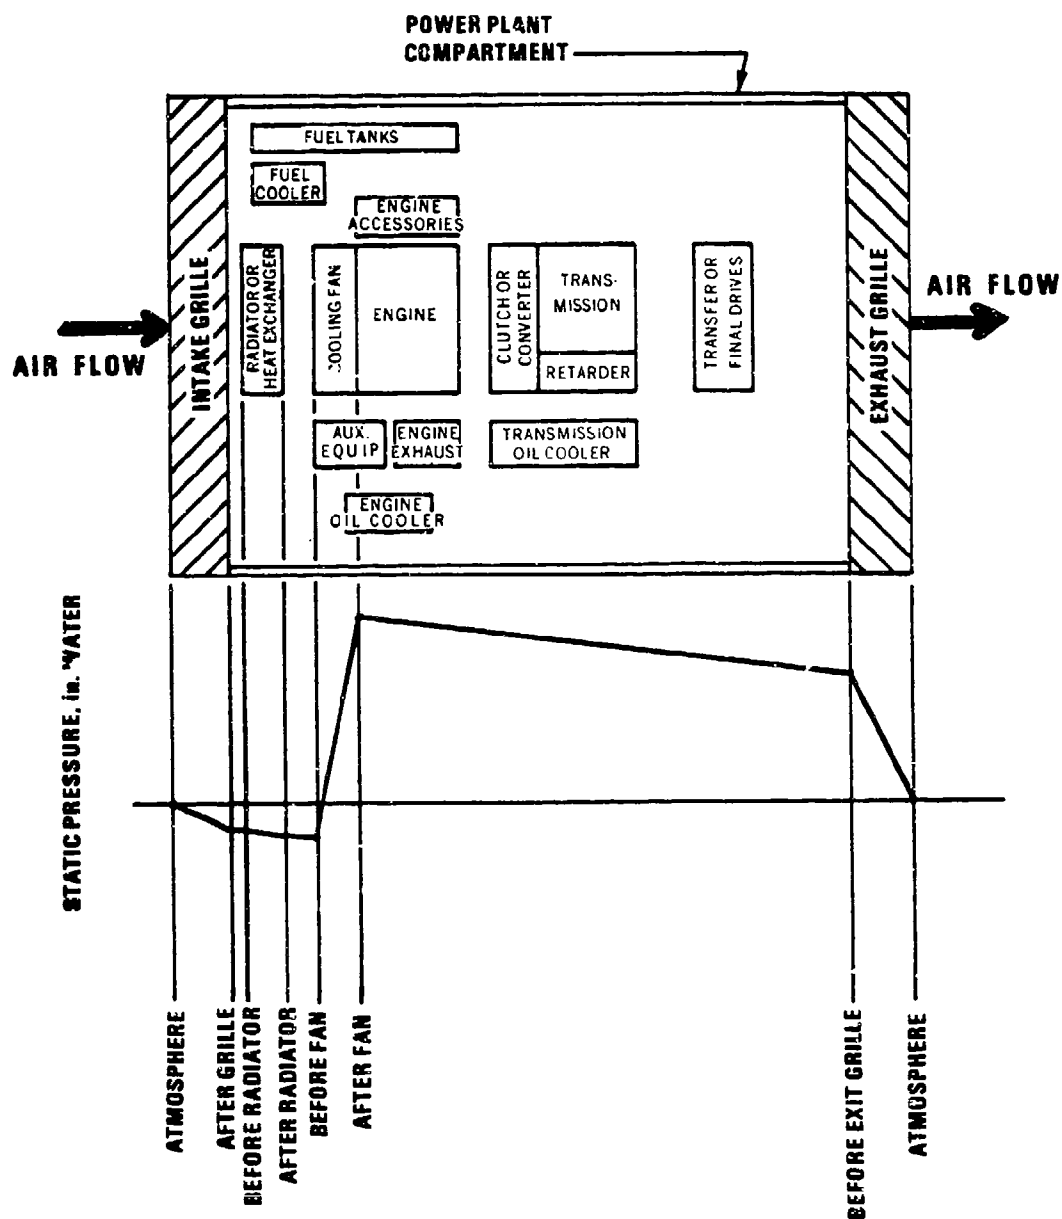 POWER PLANT
COMPARTMENT
FUEL TANKS
FUEL
COOLER
ENGINE
ACCESSORIES
AIR FLOW
INTAKE GRILLE
RADIATOR OR
HEAT EXCHANGER
COOLING FAN
ENGINE
CLUTCH OR
CONVERTER
TRANS-
MISSION
RETARDER
TRANSFER OR
FINAL DRIVES
EXHAUST GRILLE
AIR FLOW
AUX.
EQUIP
ENGINE
EXHAUST
TRANSMISSION
OIL COOLER
ENGINE
OIL COOLER
STATIC PRESSURE, in. WATER
ATMOSPHERE
AFTER GRILLE
BEFORE RADIATOR
AFTER RADIATOR
BEFORE FAN
AFTER FAN
BEFORE EXIT GRILLE
ATMOSPHERE